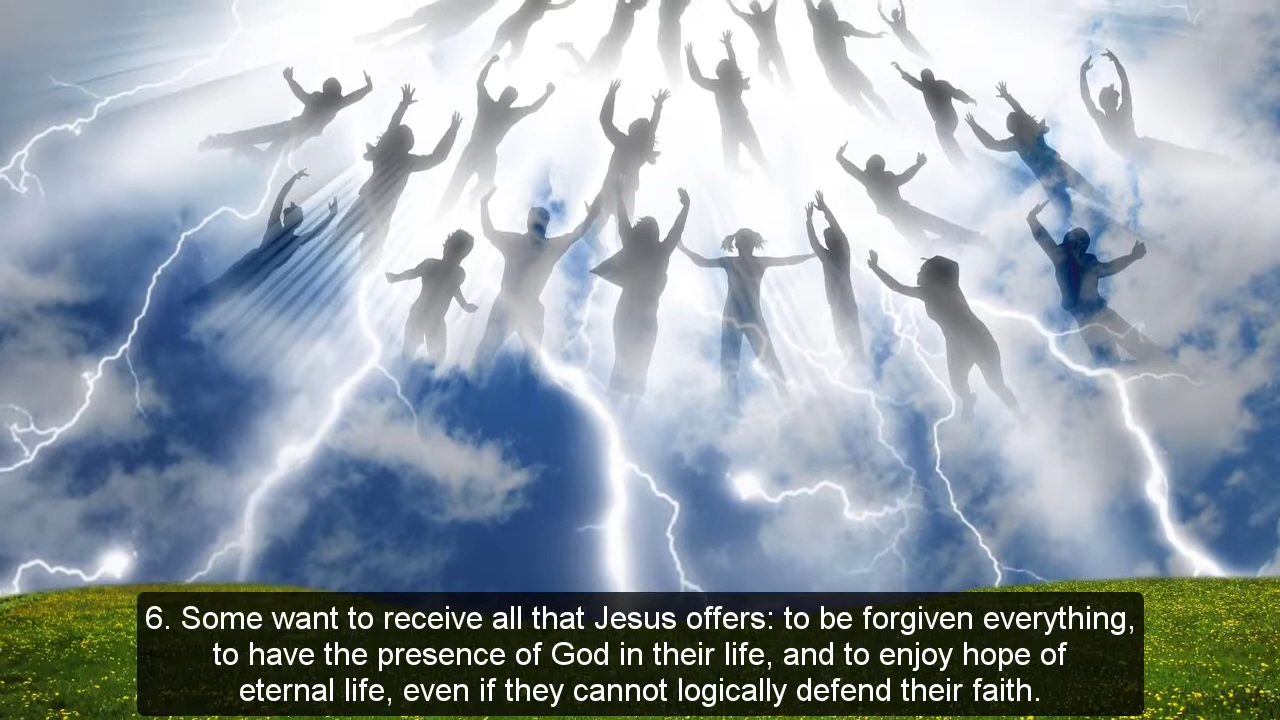 6. Some want to receive all that Jesus offers: to be forgiven everything,
to have the presence of God in their life, and to enjoy hope of
eternal life, even if they cannot logically defend their faith.